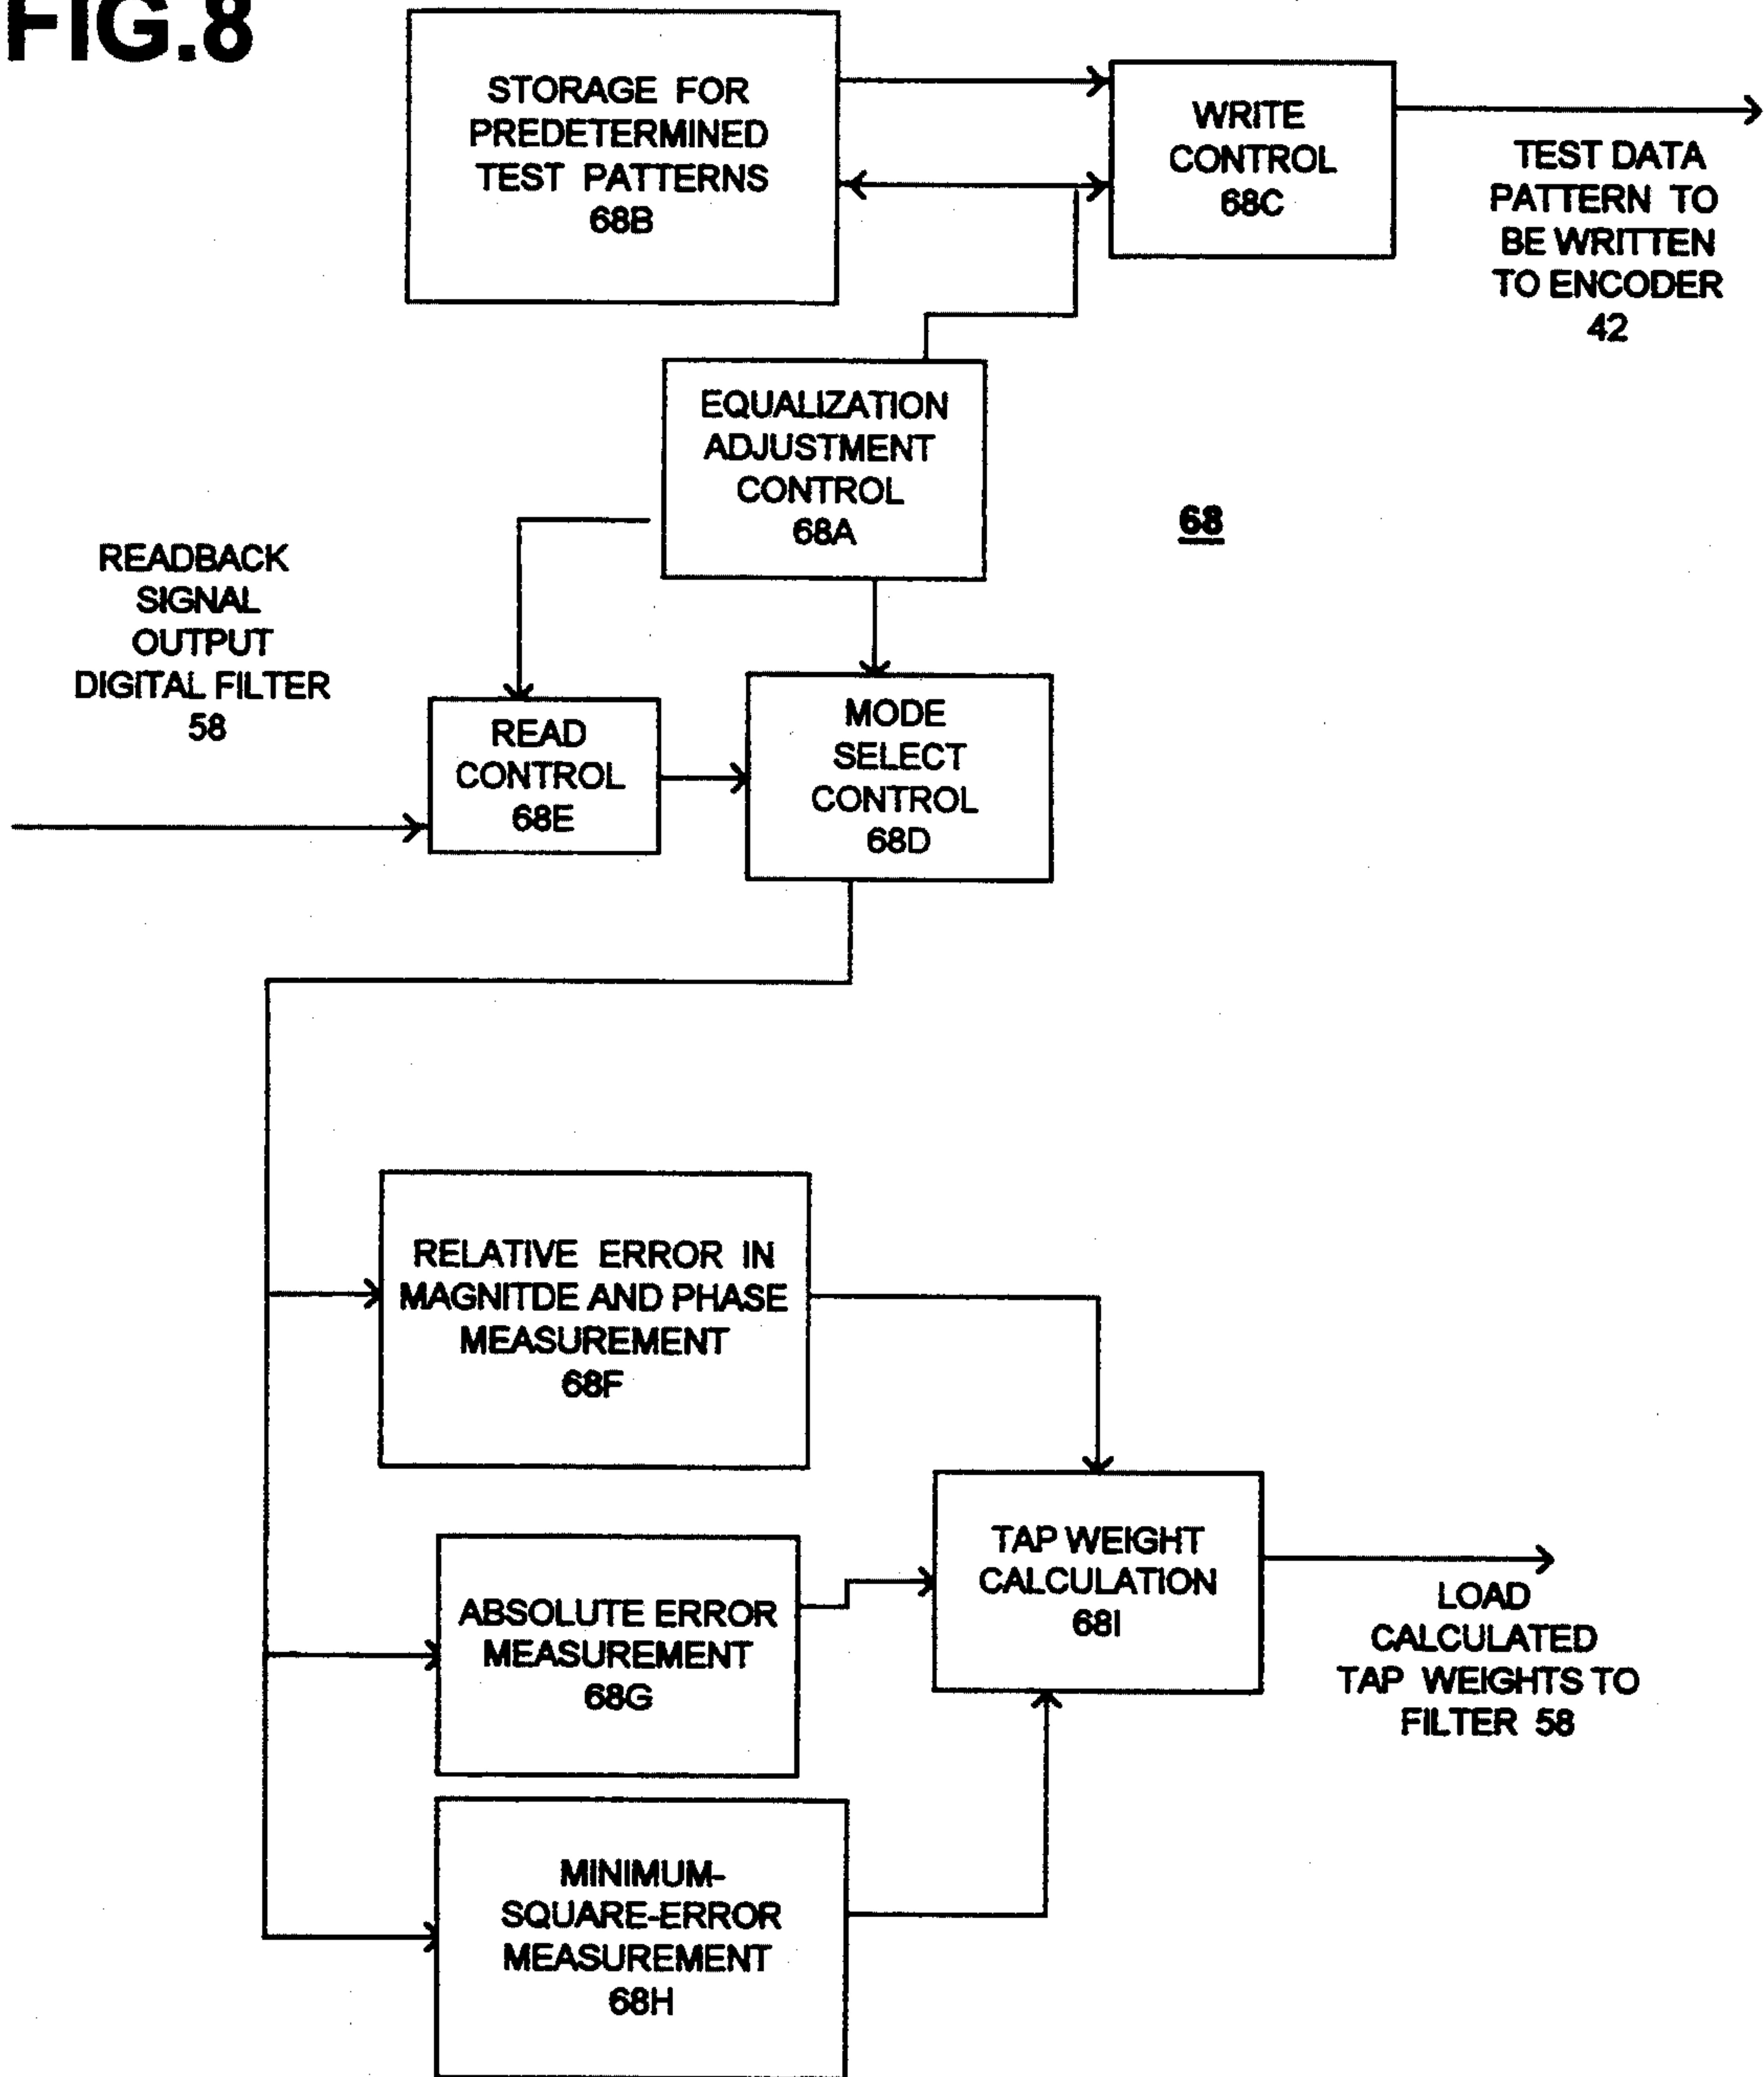 FIG.8
STORAGE FOR
PREDETERMINED
TEST PATTERNS
68B
WRITE
CONTROL
68C
TEST DATA
PATTERN TO
BE WRITTEN
TO ENCODER
42
EQUALIZATION
ADJUSTMENT
CONTROL
68A
68
READBACK
SIGNAL
OUTPUT
DIGITAL FILTER
58
READ
CONTROL
68E
MODE
SELECT
CONTROL
68D
RELATIVE ERROR IN
MAGNITDE AND PHASE
MEASUREMENT
68F
ABSOLUTE ERROR
MEASUREMENT
68G
TAP WEIGHT
CALCULATION
68I
LOAD
CALCULATED
TAP WEIGHTS TO
FILTER 58
MINIMUM-
SQUARE-ERROR
MEASUREMENT
68H